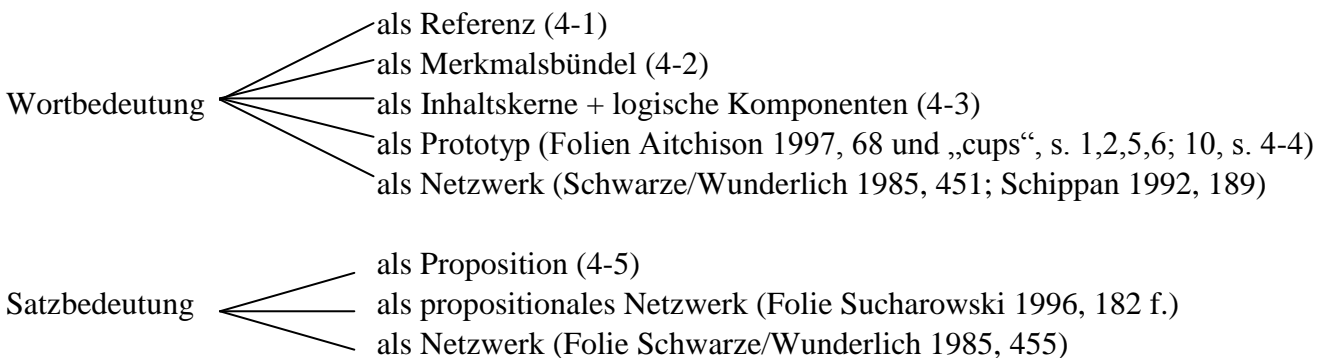 als Referenz (4-1)
als Merkmalsbündel (4-2)
Wortbedeutung als Inhaltskerne + logische Komponenten (4-3)
als Prototyp (Folien Aitchison 1997, 68 und „cups“, s. 1,2,5,6; 10, s. 4-4)
als Netzwerk (Schwarze/Wunderlich 1985, 451; Schippan 1992, 189)
als Proposition (4-5)
Satzbedeutung als propositionales Netzwerk (Folie Sucharowski 1996, 182 f.)
als Netzwerk (Folie Schwarze/Wunderlich 1985, 455)